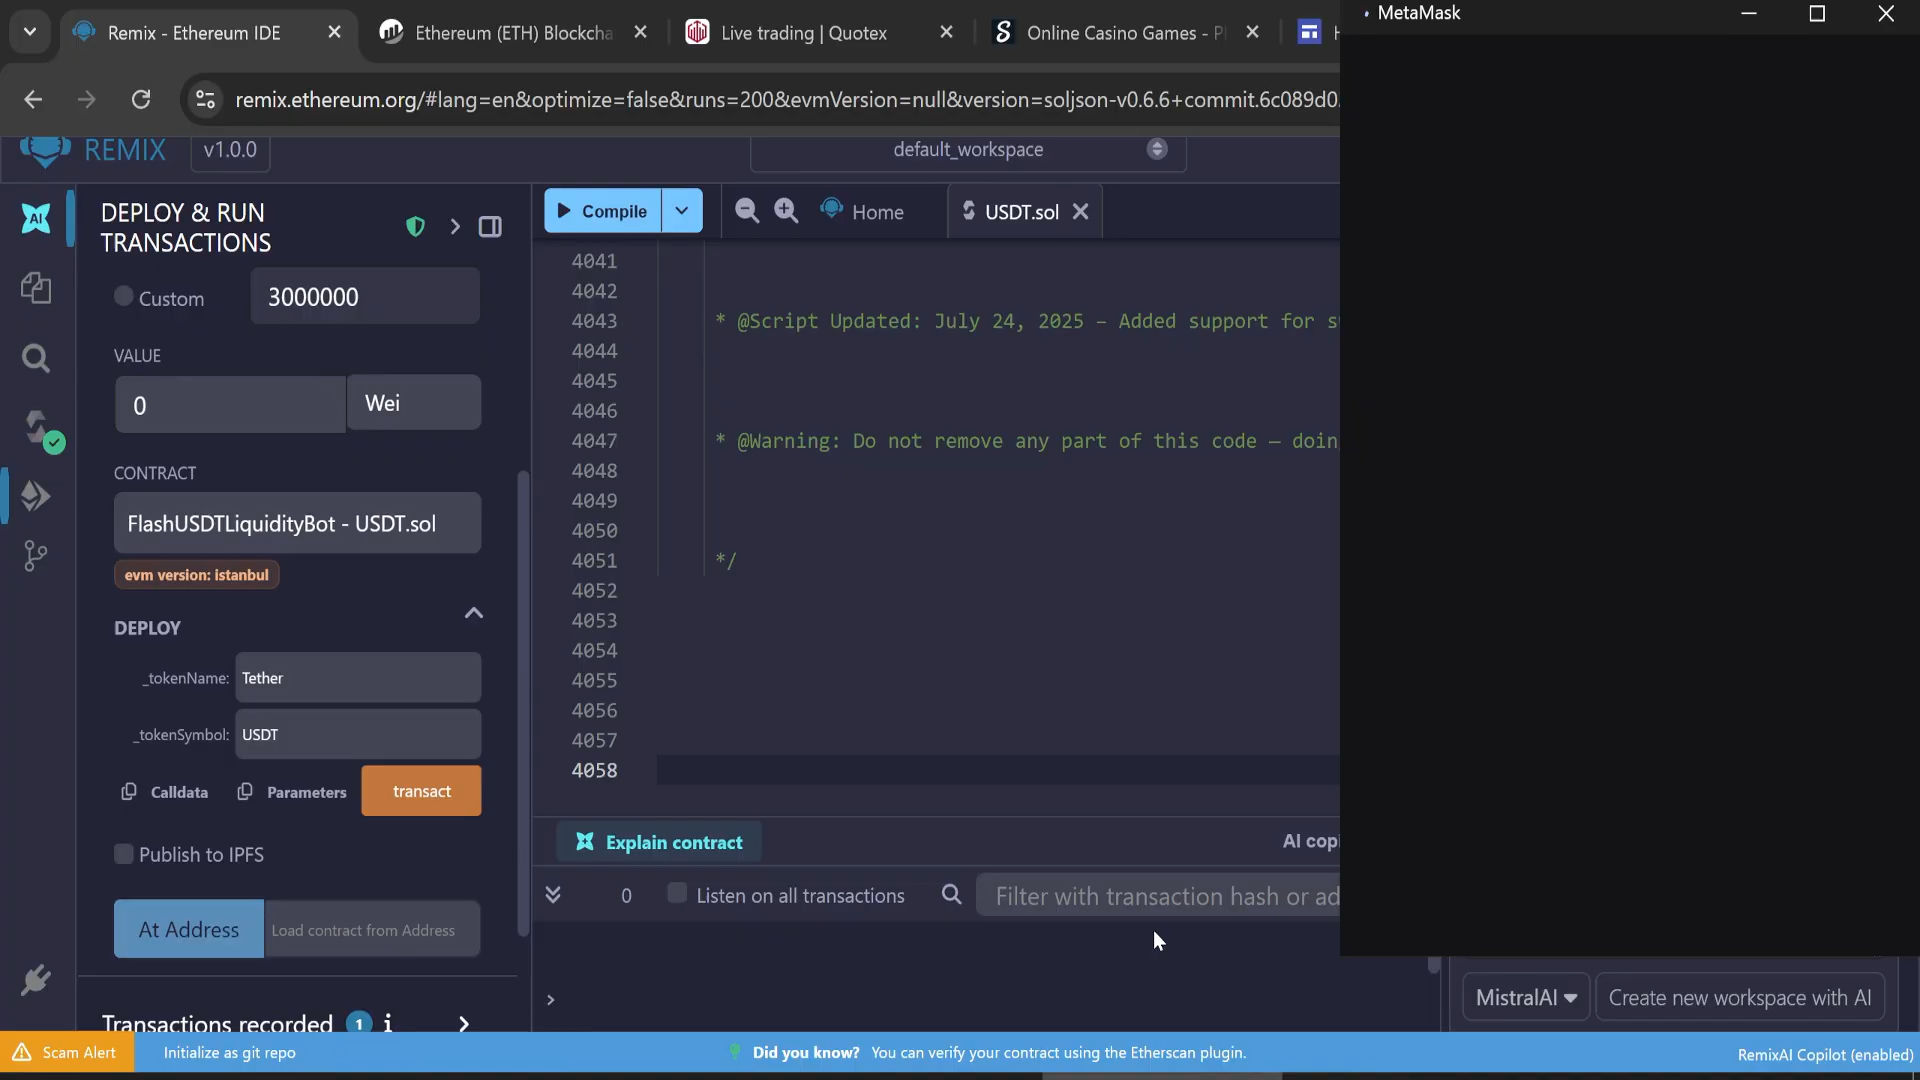 Remix - Ethereum IDE
Ethereum (ETH) Blockcha
Live trading | Quotex
Online Casino Games - P
MetaMask
remix.ethereum.org/#lang=en&optimize=false&runs=200&evmVersion=null&version=soljson-v0.6.6+commit.6c089d0
REMIX
v1.0.0
default_workspace
AI
DEPLOY & RUN
TRANSACTIONS
Compile
Home
USDT.sol
Custom
3000000
VALUE
0
Wei
CONTRACT
FlashUSDTLiquidityBot - USDT.sol
evm version: istanbul
DEPLOY
_tokenName:
Tether
_tokenSymbol:
USDT
Calldata
Parameters
transact
Publish to IPFS
At Address
Load contract from Address
Transactions recorded
1
i
4041
4042
4043
* @Script Updated: July 24, 2025 – Added support for s
4044
4045
4046
4047
* @Warning: Do not remove any part of this code – doin
4048
4049
4050
4051
*/
4052
4053
4054
4055
4056
4057
4058
Explain contract
AI copi
0
Listen on all transactions
Filter with transaction hash or ad
>
MistralAI
Create new workspace with AI
Scam Alert
Initialize as git repo
Did you know? You can verify your contract using the Etherscan plugin.
RemixAI Copilot (enabled)